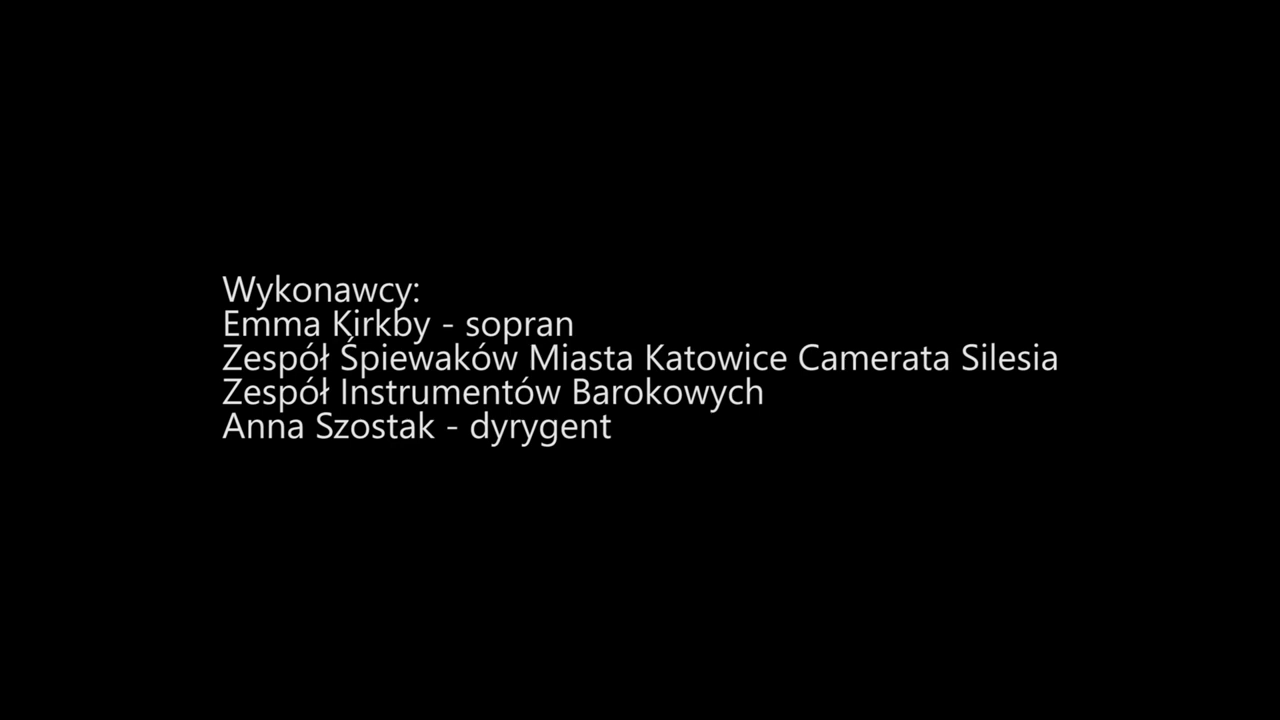 Wykonawcy:
Emma Kirkby - sopran
Zespół Śpiewaków Miasta Katowice Camerata Silesia
Zespół Instrumentów Barokowych
Anna Szostak - dyrygent